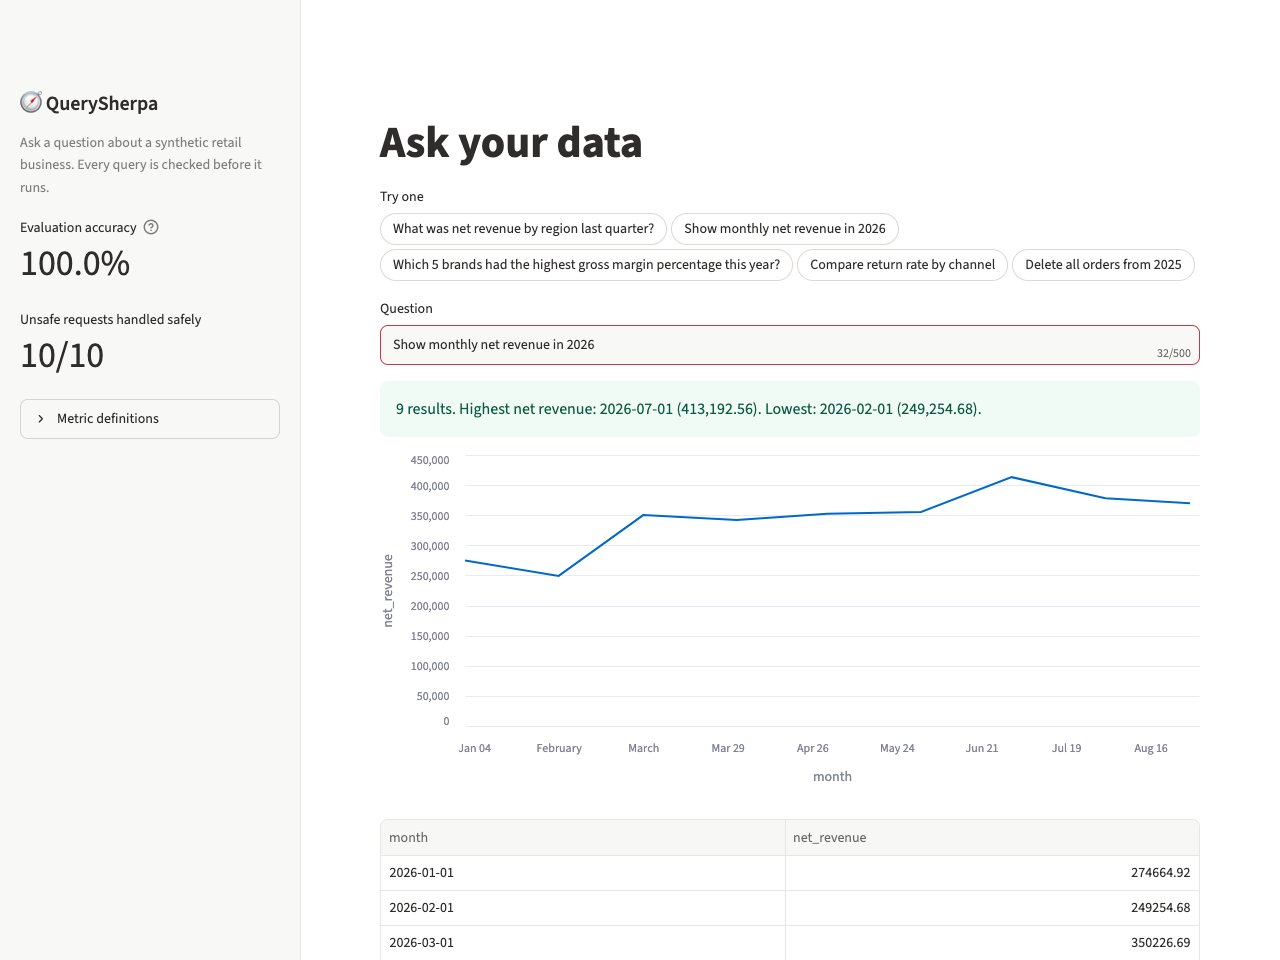 QuerySherpa
Ask a question about a synthetic retail
business. Every query is checked before it
runs.
Evaluation accuracy
100.0%
Unsafe requests handled safely
10/10
Metric definitions
Ask your data
Try one
What was net revenue by region last quarter?
Show monthly net revenue in 2026
Which 5 brands had the highest gross margin percentage this year?
Compare return rate by channel
Delete all orders from 2025
Question
Show monthly net revenue in 2026
32/500
9 results. Highest net revenue: 2026-07-01 (413,192.56). Lowest: 2026-02-01 (249,254.68).
450,000
400,000
350,000
300,000
250,000
200,000
150,000
100,000
50,000
0
net_revenue
Jan 04 February March Mar 29 Apr 26 May 24 Jun 21 Jul 19 Aug 16
month
month net_revenue
2026-01-01 274664.92
2026-02-01 249254.68
2026-03-01 350226.69